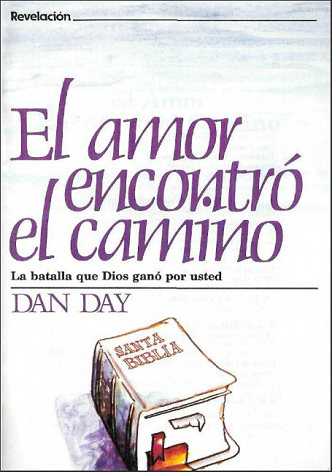 Revelación
El amor
encontró
el camino
La batalla que Dios ganó por usted
DAN DAY
SANTA
BIBLIA